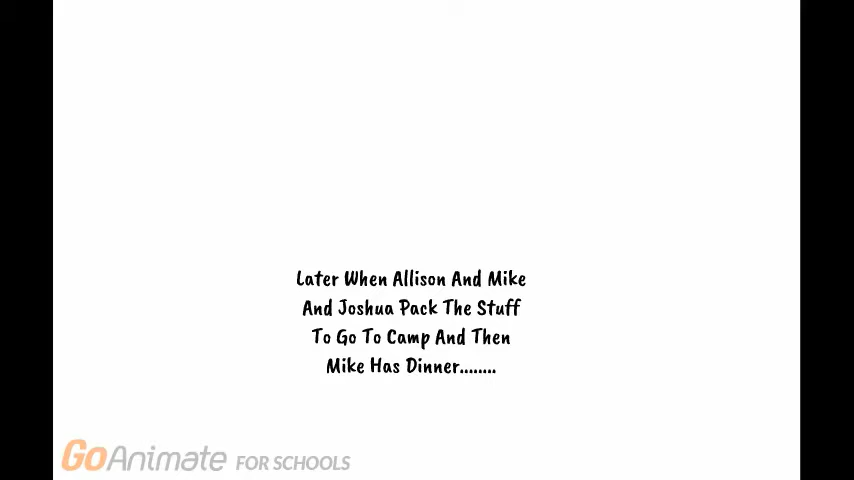 Later When Allison And Mike
And Joshua Pack The Stuff
To Go To Camp And Then
Mike Has Dinner........
GoAnimate FOR SCHOOLS